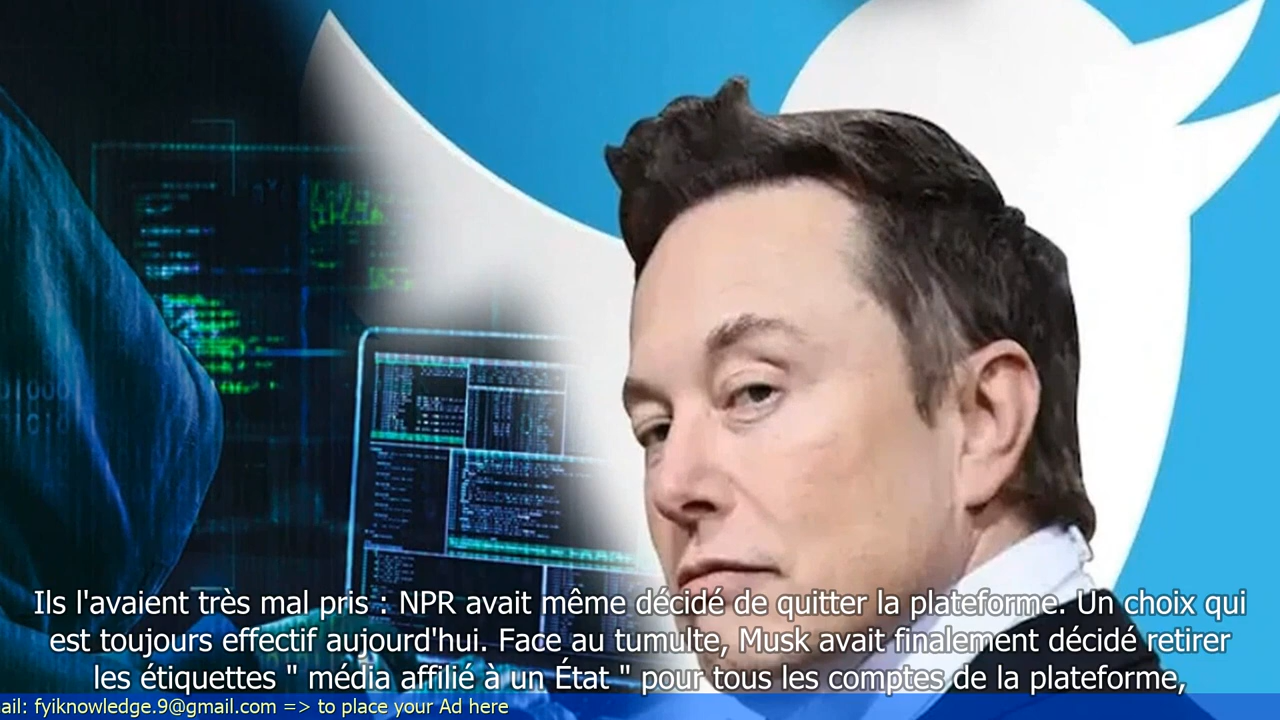 Ils l'avaient très mal pris : NPR avait même décidé de quitter la plateforme. Un choix qui
est toujours effectif aujourd'hui. Face au tumulte, Musk avait finalement décidé retirer
les étiquettes " média affilié à un État " pour tous les comptes de la plateforme,
ail: fyiknowledge.9@gmail.com => to place your Ad here